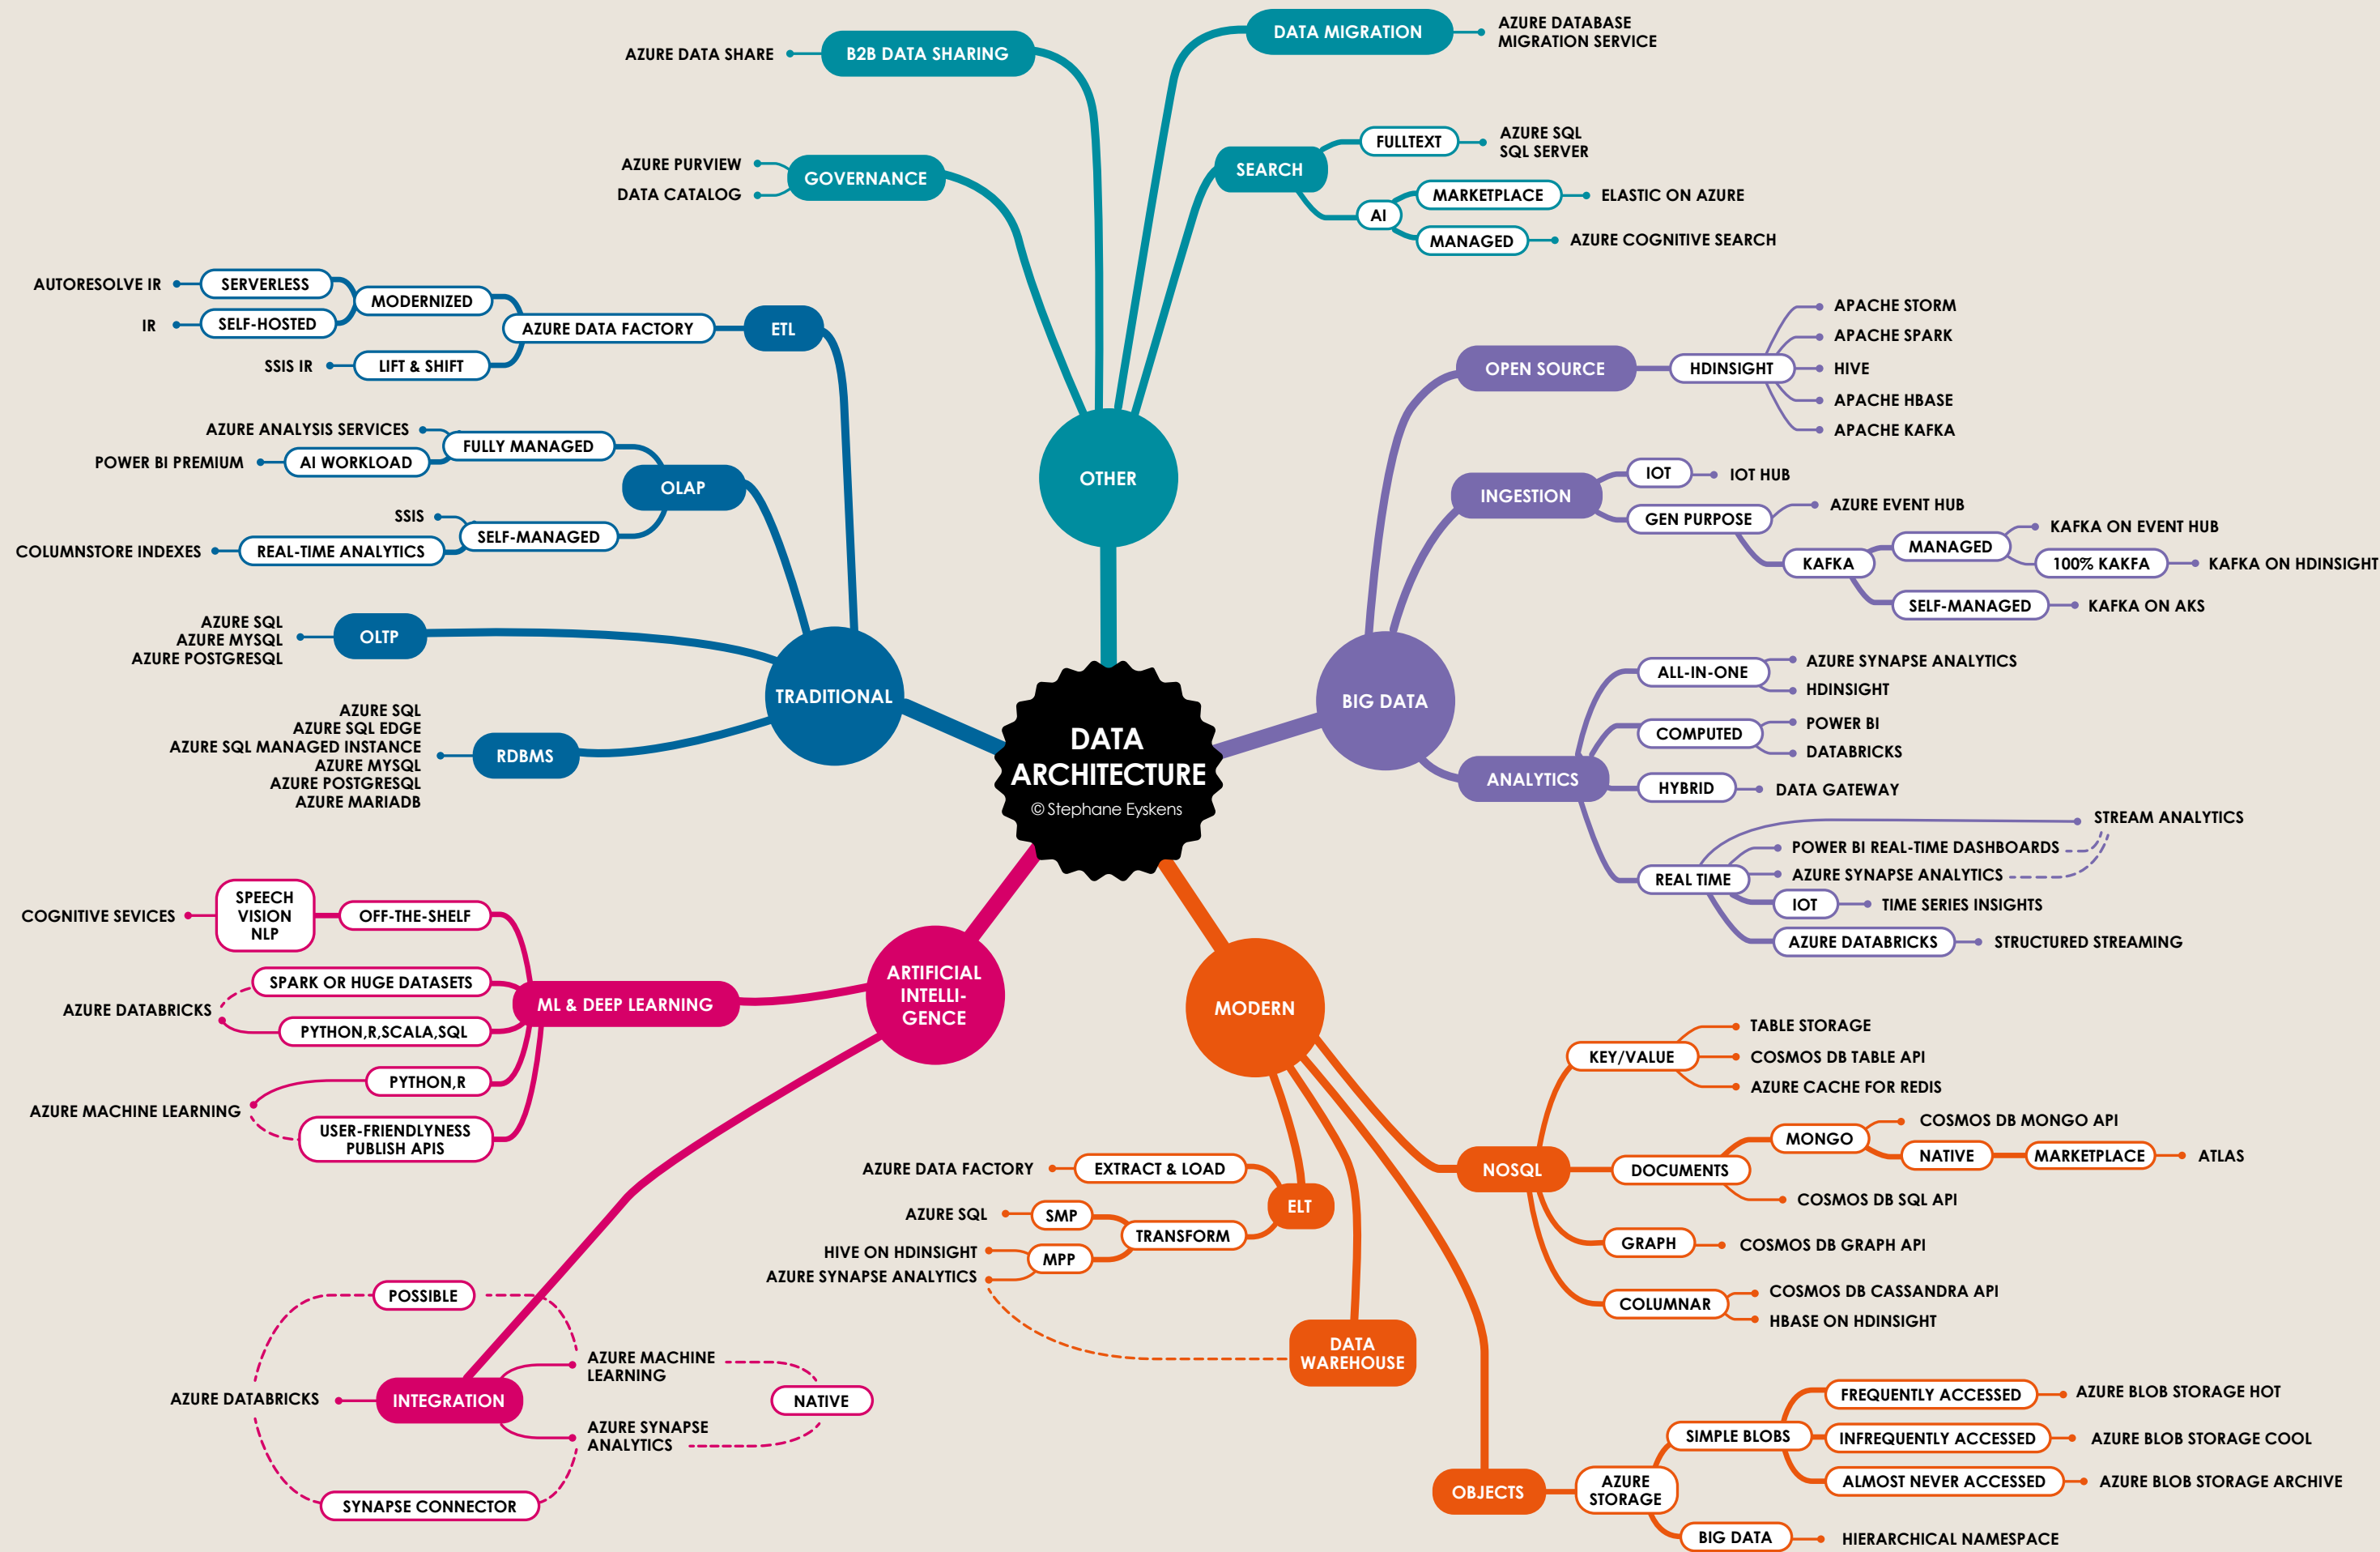 DATA
ARCHITECTURE
© Stephane Eyskens
OTHER
B2B DATA SHARING
AZURE DATA SHARE
GOVERNANCE
AZURE PURVIEW
DATA CATALOG
DATA MIGRATION
AZURE DATABASE
MIGRATION SERVICE
SEARCH
FULLTEXT
AZURE SQL
SQL SERVER
AI
MARKETPLACE
ELASTIC ON AZURE
MANAGED
AZURE COGNITIVE SEARCH
TRADITIONAL
ETL
AZURE DATA FACTORY
MODERNIZED
SERVERLESS
AUTORESOLVE IR
SELF-HOSTED
IR
LIFT & SHIFT
SSIS IR
OLAP
FULLY MANAGED
AZURE ANALYSIS SERVICES
AI WORKLOAD
POWER BI PREMIUM
SELF-MANAGED
SSIS
REAL-TIME ANALYTICS
COLUMNSTORE INDEXES
OLTP
AZURE SQL
AZURE MYSQL
AZURE POSTGRESQL
RDBMS
AZURE SQL
AZURE SQL EDGE
AZURE SQL MANAGED INSTANCE
AZURE MYSQL
AZURE POSTGRESQL
AZURE MARIADB
BIG DATA
OPEN SOURCE
HDINSIGHT
APACHE STORM
APACHE SPARK
HIVE
APACHE HBASE
APACHE KAFKA
INGESTION
IOT
IOT HUB
GEN PURPOSE
AZURE EVENT HUB
KAFKA
MANAGED
KAFKA ON EVENT HUB
100% KAKFA
KAFKA ON HDINSIGHT
SELF-MANAGED
KAFKA ON AKS
ANALYTICS
ALL-IN-ONE
AZURE SYNAPSE ANALYTICS
HDINSIGHT
COMPUTED
POWER BI
DATABRICKS
HYBRID
DATA GATEWAY
REAL TIME
STREAM ANALYTICS
POWER BI REAL-TIME DASHBOARDS
AZURE SYNAPSE ANALYTICS
IOT
TIME SERIES INSIGHTS
AZURE DATABRICKS
STRUCTURED STREAMING
ARTIFICIAL
INTELLI-
GENCE
ML & DEEP LEARNING
OFF-THE-SHELF
SPEECH
VISION
NLP
COGNITIVE SEVICES
SPARK OR HUGE DATASETS
AZURE DATABRICKS
PYTHON,R,SCALA,SQL
PYTHON,R
AZURE MACHINE LEARNING
USER-FRIENDLYNESS
PUBLISH APIS
INTEGRATION
POSSIBLE
AZURE DATABRICKS
AZURE MACHINE
LEARNING
NATIVE
AZURE SYNAPSE
ANALYTICS
SYNAPSE CONNECTOR
MODERN
ELT
EXTRACT & LOAD
AZURE DATA FACTORY
TRANSFORM
SMP
AZURE SQL
MPP
HIVE ON HDINSIGHT
AZURE SYNAPSE ANALYTICS
DATA
WAREHOUSE
NOSQL
KEY/VALUE
TABLE STORAGE
COSMOS DB TABLE API
AZURE CACHE FOR REDIS
DOCUMENTS
MONGO
COSMOS DB MONGO API
NATIVE
MARKETPLACE
ATLAS
COSMOS DB SQL API
GRAPH
COSMOS DB GRAPH API
COLUMNAR
COSMOS DB CASSANDRA API
HBASE ON HDINSIGHT
OBJECTS
AZURE
STORAGE
SIMPLE BLOBS
FREQUENTLY ACCESSED
AZURE BLOB STORAGE HOT
INFREQUENTLY ACCESSED
AZURE BLOB STORAGE COOL
ALMOST NEVER ACCESSED
AZURE BLOB STORAGE ARCHIVE
BIG DATA
HIERARCHICAL NAMESPACE